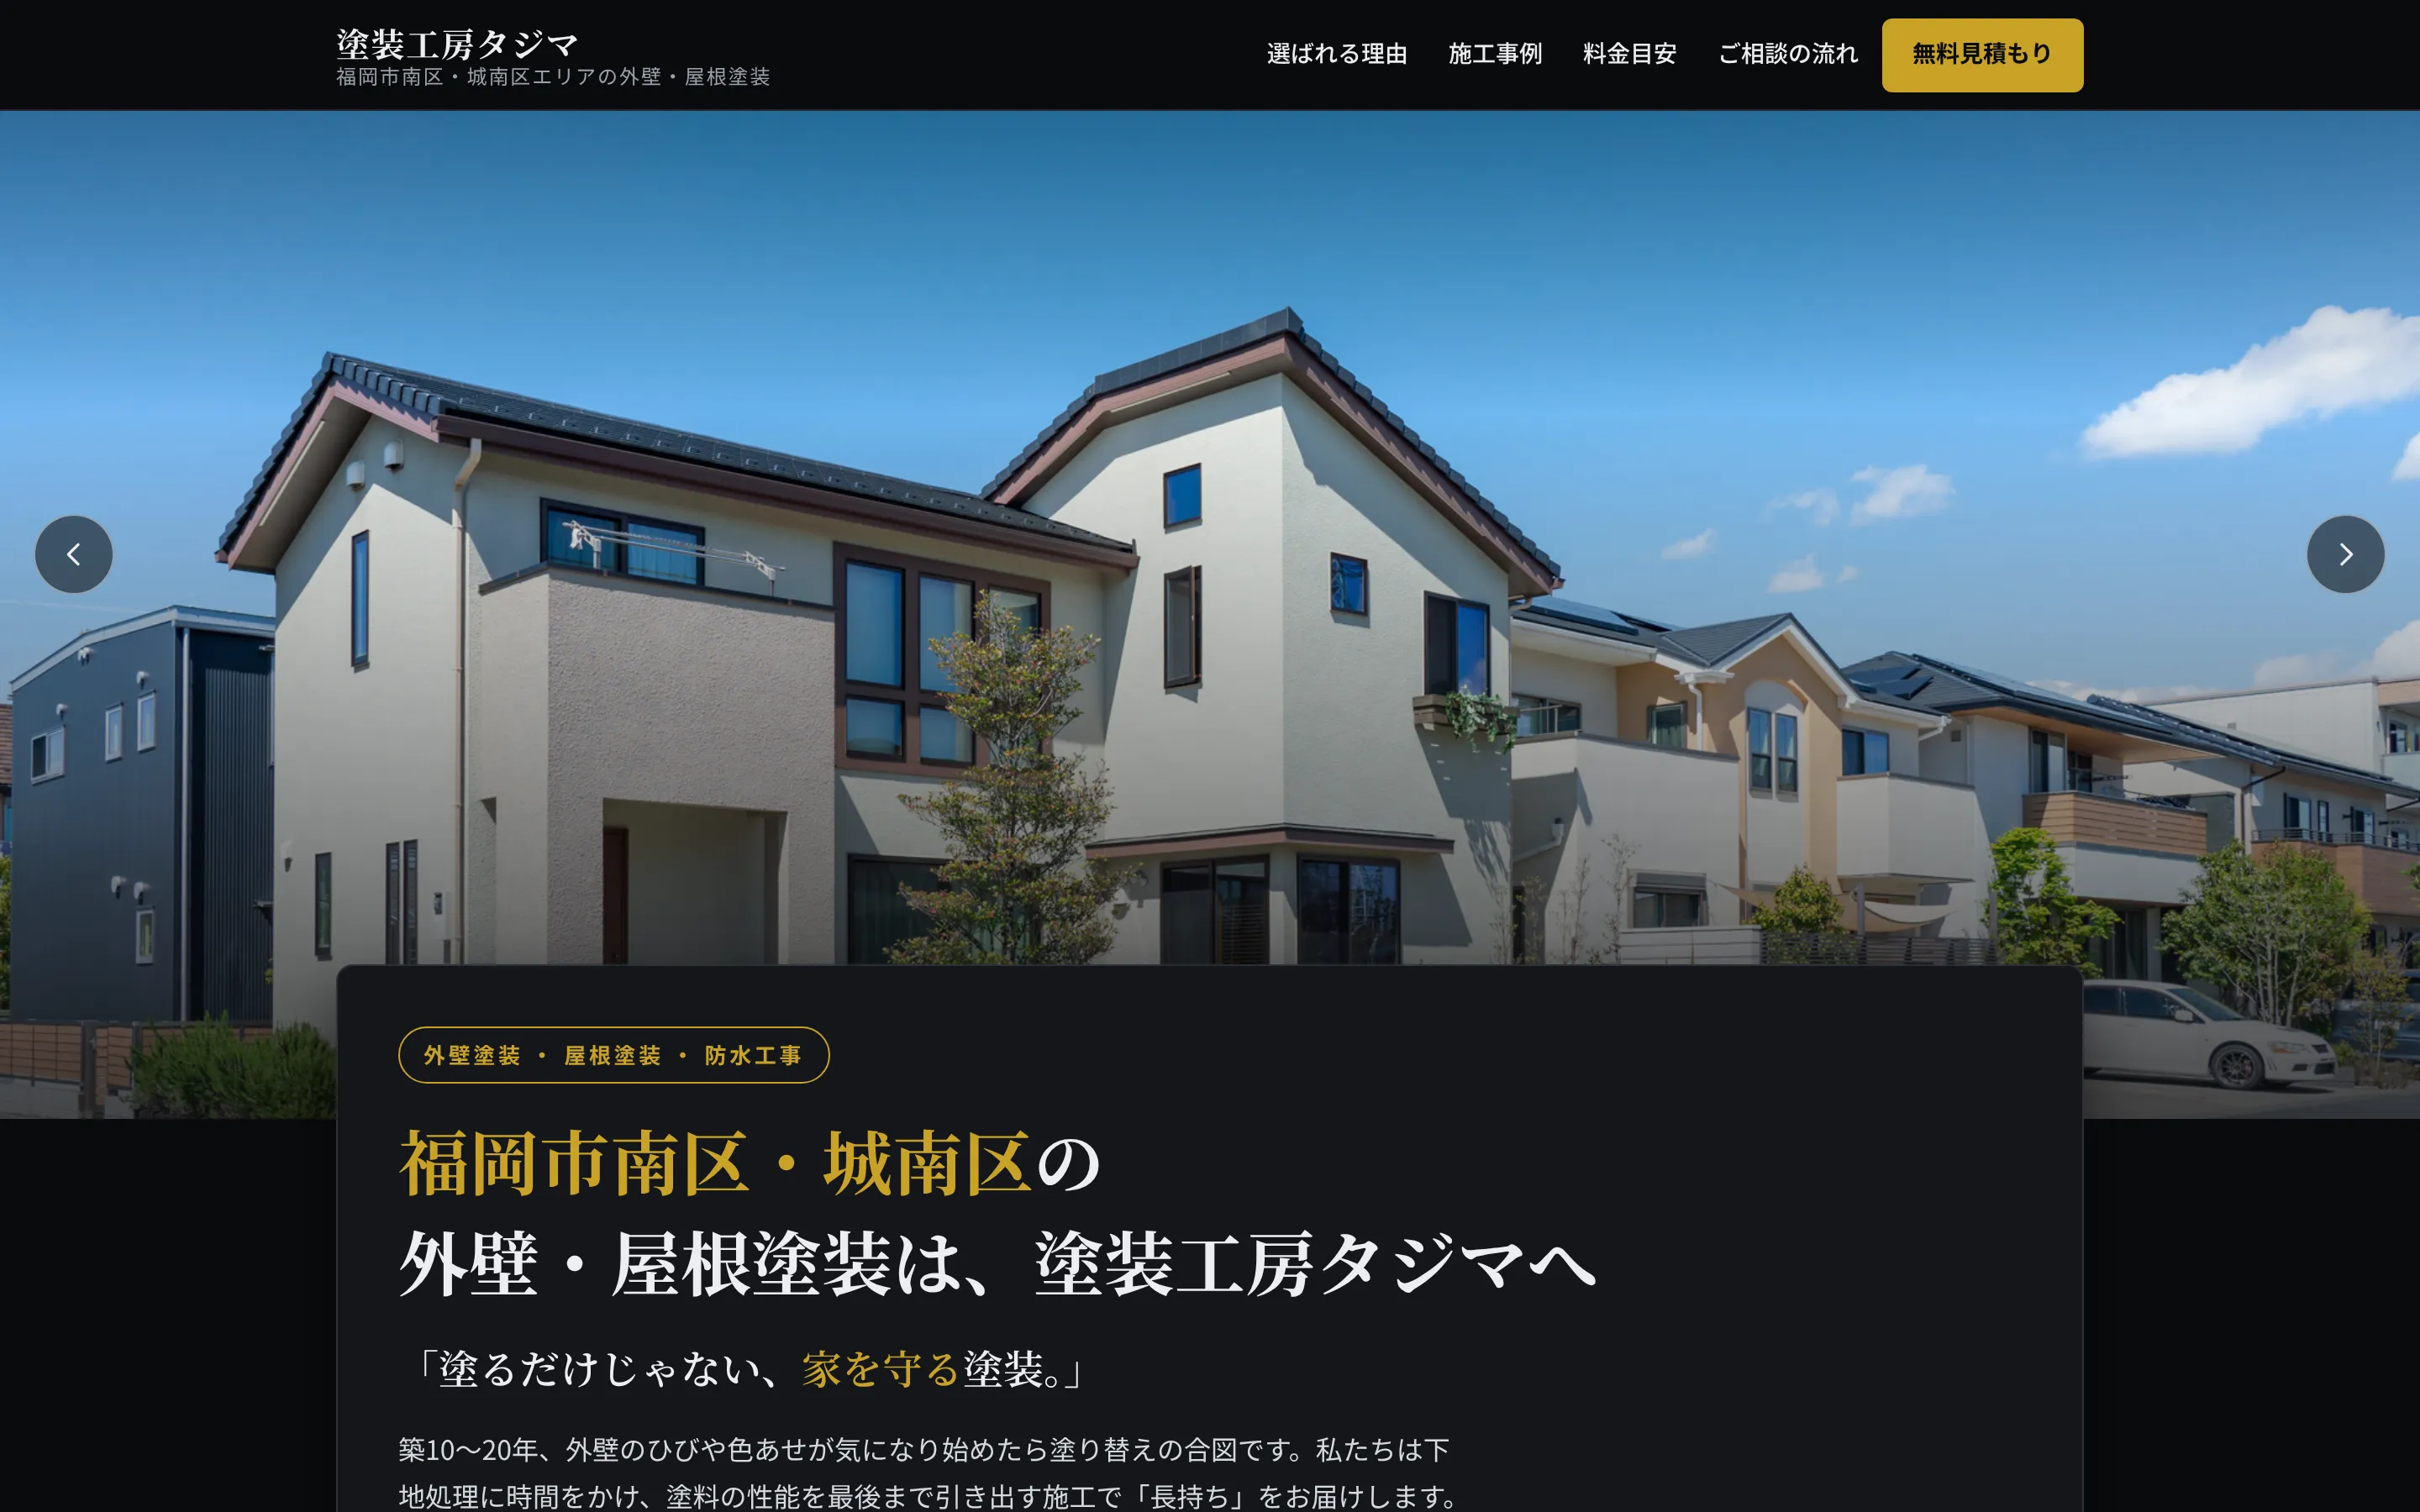 塗装工房タジマ
福岡市南区・城南区エリアの外壁・屋根塗装
選ばれる理由 施工事例 料金目安 ご相談の流れ 無料見積もり
外壁塗装 ・ 屋根塗装 ・ 防水工事
福岡市南区・城南区の
外壁・屋根塗装は、塗装工房タジマへ
「塗るだけじゃない、家を守る塗装。」
築10〜20年、外壁のひびや色あせが気になり始めたら塗り替えの合図です。私たちは下
地処理に時間をかけ、塗料の性能を最後まで引き出す施工で「長持ち」をお届けします。